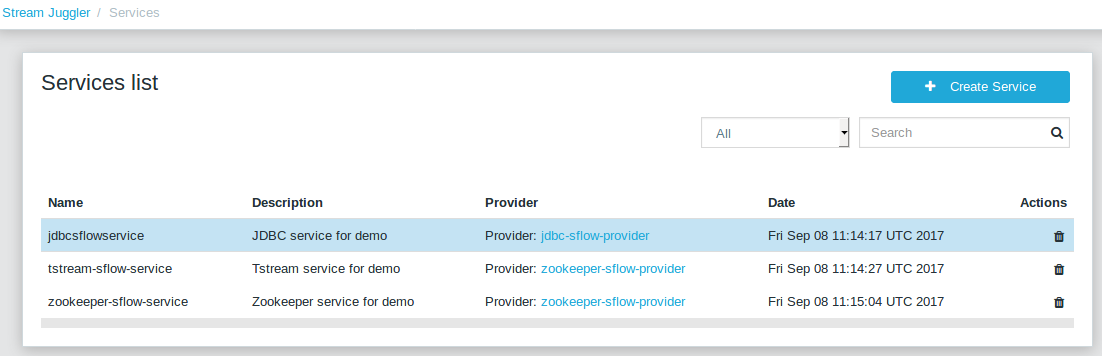 Stream Juggler / Services
Services list
Create Service
All
Search
Name Description Provider Date Actions
jdbcsflowservice JDBC service for demo Provider: jdbc-sflow-provider Fri Sep 08 11:14:17 UTC 2017
tstream-sflow-service Tstream service for demo Provider: zookeeper-sflow-provider Fri Sep 08 11:14:27 UTC 2017
zookeeper-sflow-service Zookeeper service for demo Provider: zookeeper-sflow-provider Fri Sep 08 11:15:04 UTC 2017